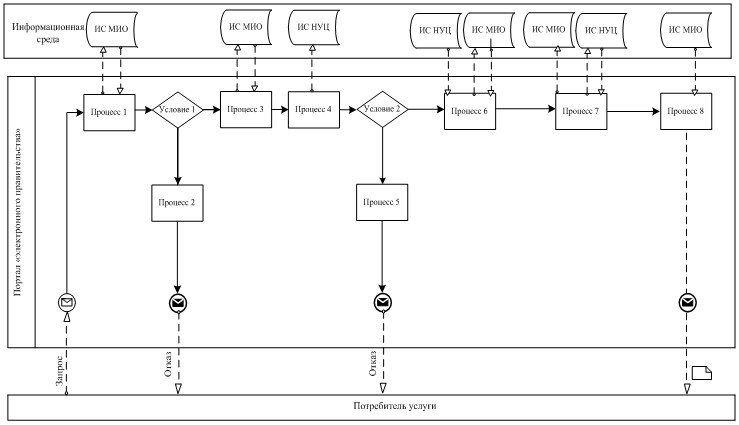 Информационная
среда
ИС МИО
ИС МИО
ИС НУЦ
ИС НУЦ
ИС МИО
ИС МИО
ИС НУЦ
ИС МИО
Портал «электронного правительства»
Процесс 1
Условие 1
Процесс 3
Процесс 4
Условие 2
Процесс 6
Процесс 7
Процесс 8
Процесс 2
Процесс 5
Запрос
Отказ
Отказ
Потребитель услуги